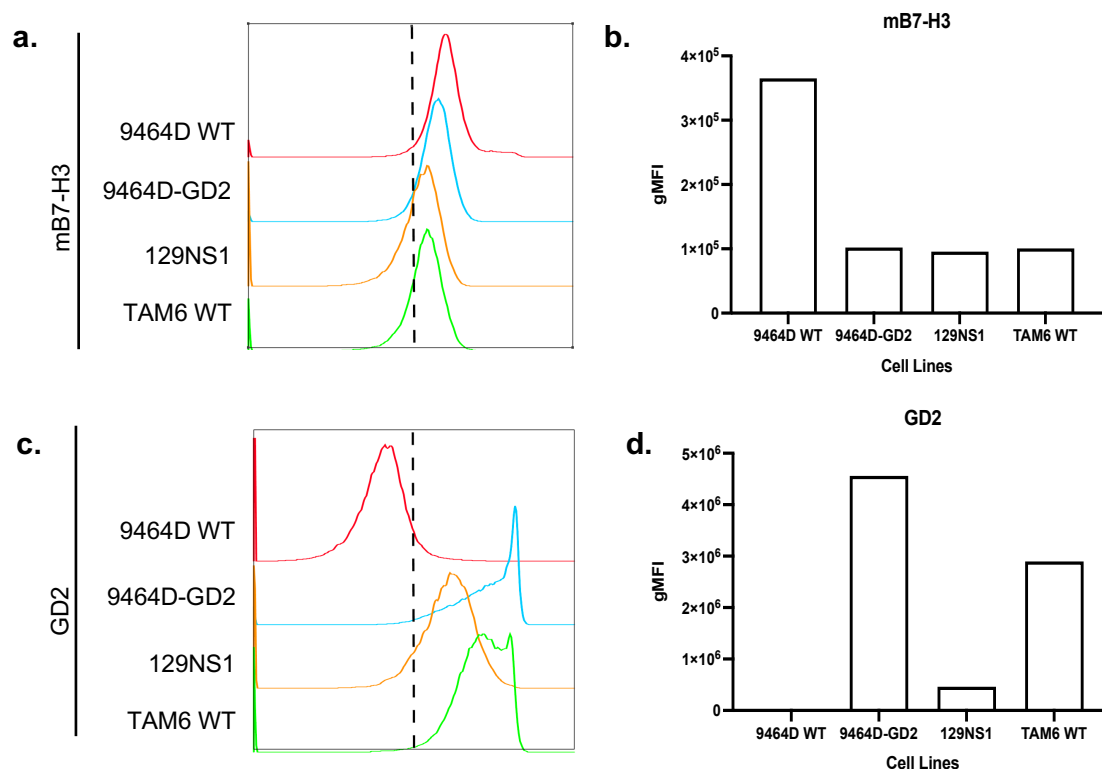 a.
mB7-H3
9464D WT
9464D-GD2
129NS1
TAM6 WT
b.
mB7-H3
gMFI
4×10⁵
3×10⁵
2×10⁵
1×10⁵
0
9464D WT 9464D-GD2 129NS1 TAM6 WT
Cell Lines
c.
GD2
9464D WT
9464D-GD2
129NS1
TAM6 WT
d.
GD2
gMFI
5×10⁶
4×10⁶
3×10⁶
2×10⁶
1×10⁶
0
9464D WT 9464D-GD2 129NS1 TAM6 WT
Cell Lines